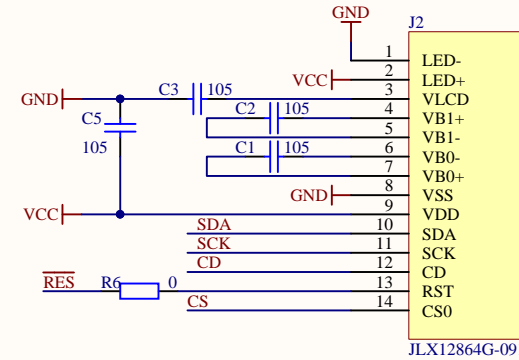 GND
J2
1 LED-
VCC 2 LED+
GND C3 105 3 VLCD
C2 105 4 VB1+
C5 105 5 VB1-
C1 105 6 VB0-
7 VB0+
GND 8 VSS
VCC 9 VDD
SDA 10 SDA
SCK 11 SCK
CD 12 CD
RES R6 0 13 RST
CS 14 CS0
JLX12864G-09